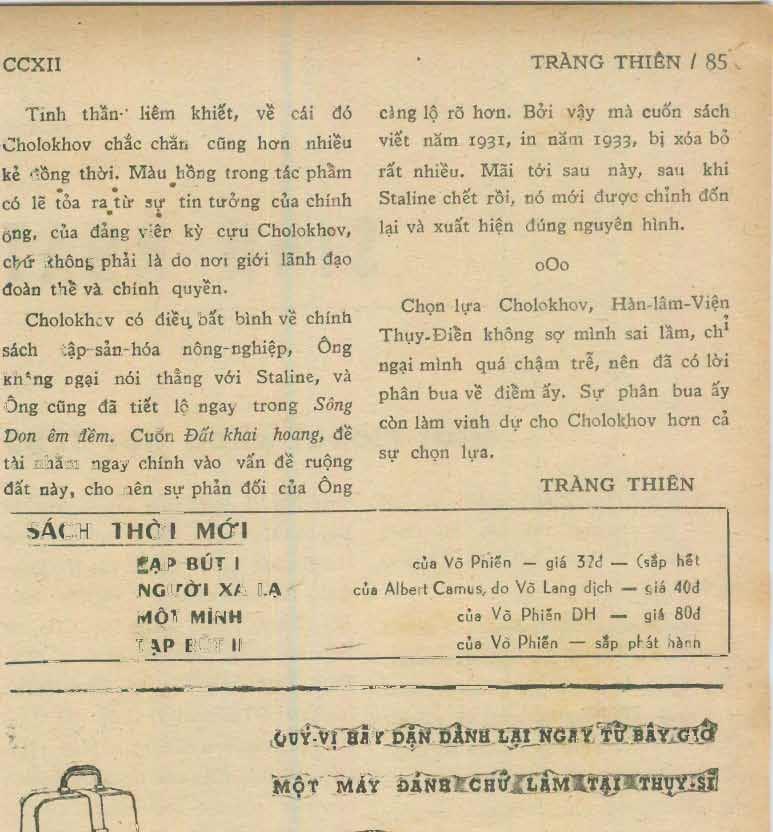 CCXII
TRÀNG THIÊN / 85
Tinh thần liêm khiết, về cái đó
Cholokhov chắc chắn cũng hơn nhiều
kẻ đồng thời. Màu hồng trong tác phẩm
có lẽ tỏa ra từ sự tin tưởng của chính
ông, của đảng viên kỳ cựu Cholokhov,
chứ không phải là do nơi giới lãnh đạo
đoàn thể và chính quyền.
Cholokhov có điều bất bình về chính
sách tập-sản-hóa nông-nghiệp, Ông
không ngại nói thẳng với Staline, và
Ông cũng đã tiết lộ ngay trong Sông
Don êm đềm. Cuốn Đất khai hoang, đề
tài nhằm ngay chính vào vấn đề ruộng
đất này, cho nên sự phản đối của Ông
càng lộ rõ hơn. Bởi vậy mà cuốn sách
viết năm 1931, in năm 1933, bị xóa bỏ
rất nhiều. Mãi tới sau này, sau khi
Staline chết rồi, nó mới được chỉnh đốn
lại và xuất hiện đúng nguyên hình.
oOo
Chọn lựa Cholokhov, Hàn-lâm-Viện
Thụy-Điển không sợ mình sai lầm, chỉ
ngại mình quá chậm trễ, nên đã có lời
phân bua về điểm ấy. Sự phân bua ấy
còn làm vinh dự cho Cholokhov hơn cả
sự chọn lựa.
TRÀNG THIÊN
SÁCH THỜI MỚI
TẠP BÚT I của Võ Phiến — giá 32đ — (sắp hết
NGƯỜI XA LẠ của Albert Camus, do Võ Lang dịch — giá 40đ
MỘT MÌNH của Võ Phiến DH — giá 80đ
TẠP BÚT II của Võ Phiến — sắp phát hành
QUÝ-VỊ HÃY DẶN DÀNH LẠI NGAY TỪ BÂY GIỜ
MỘT MÁY ĐÁNH CHỮ LÀM TẠI THỤY-SĨ